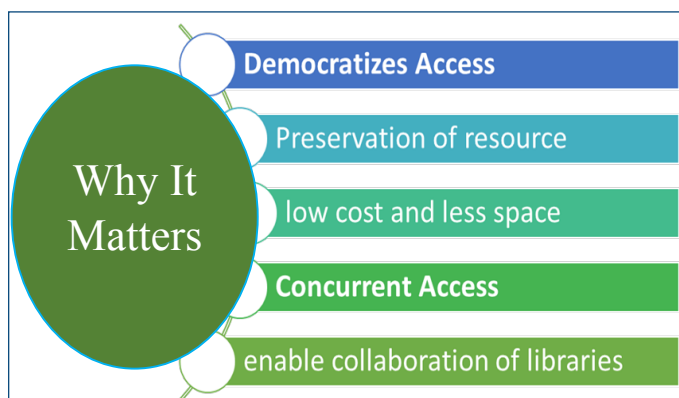 Why It
Matters
Democratizes Access
Preservation of resource
low cost and less space
Concurrent Access
enable collaboration of libraries